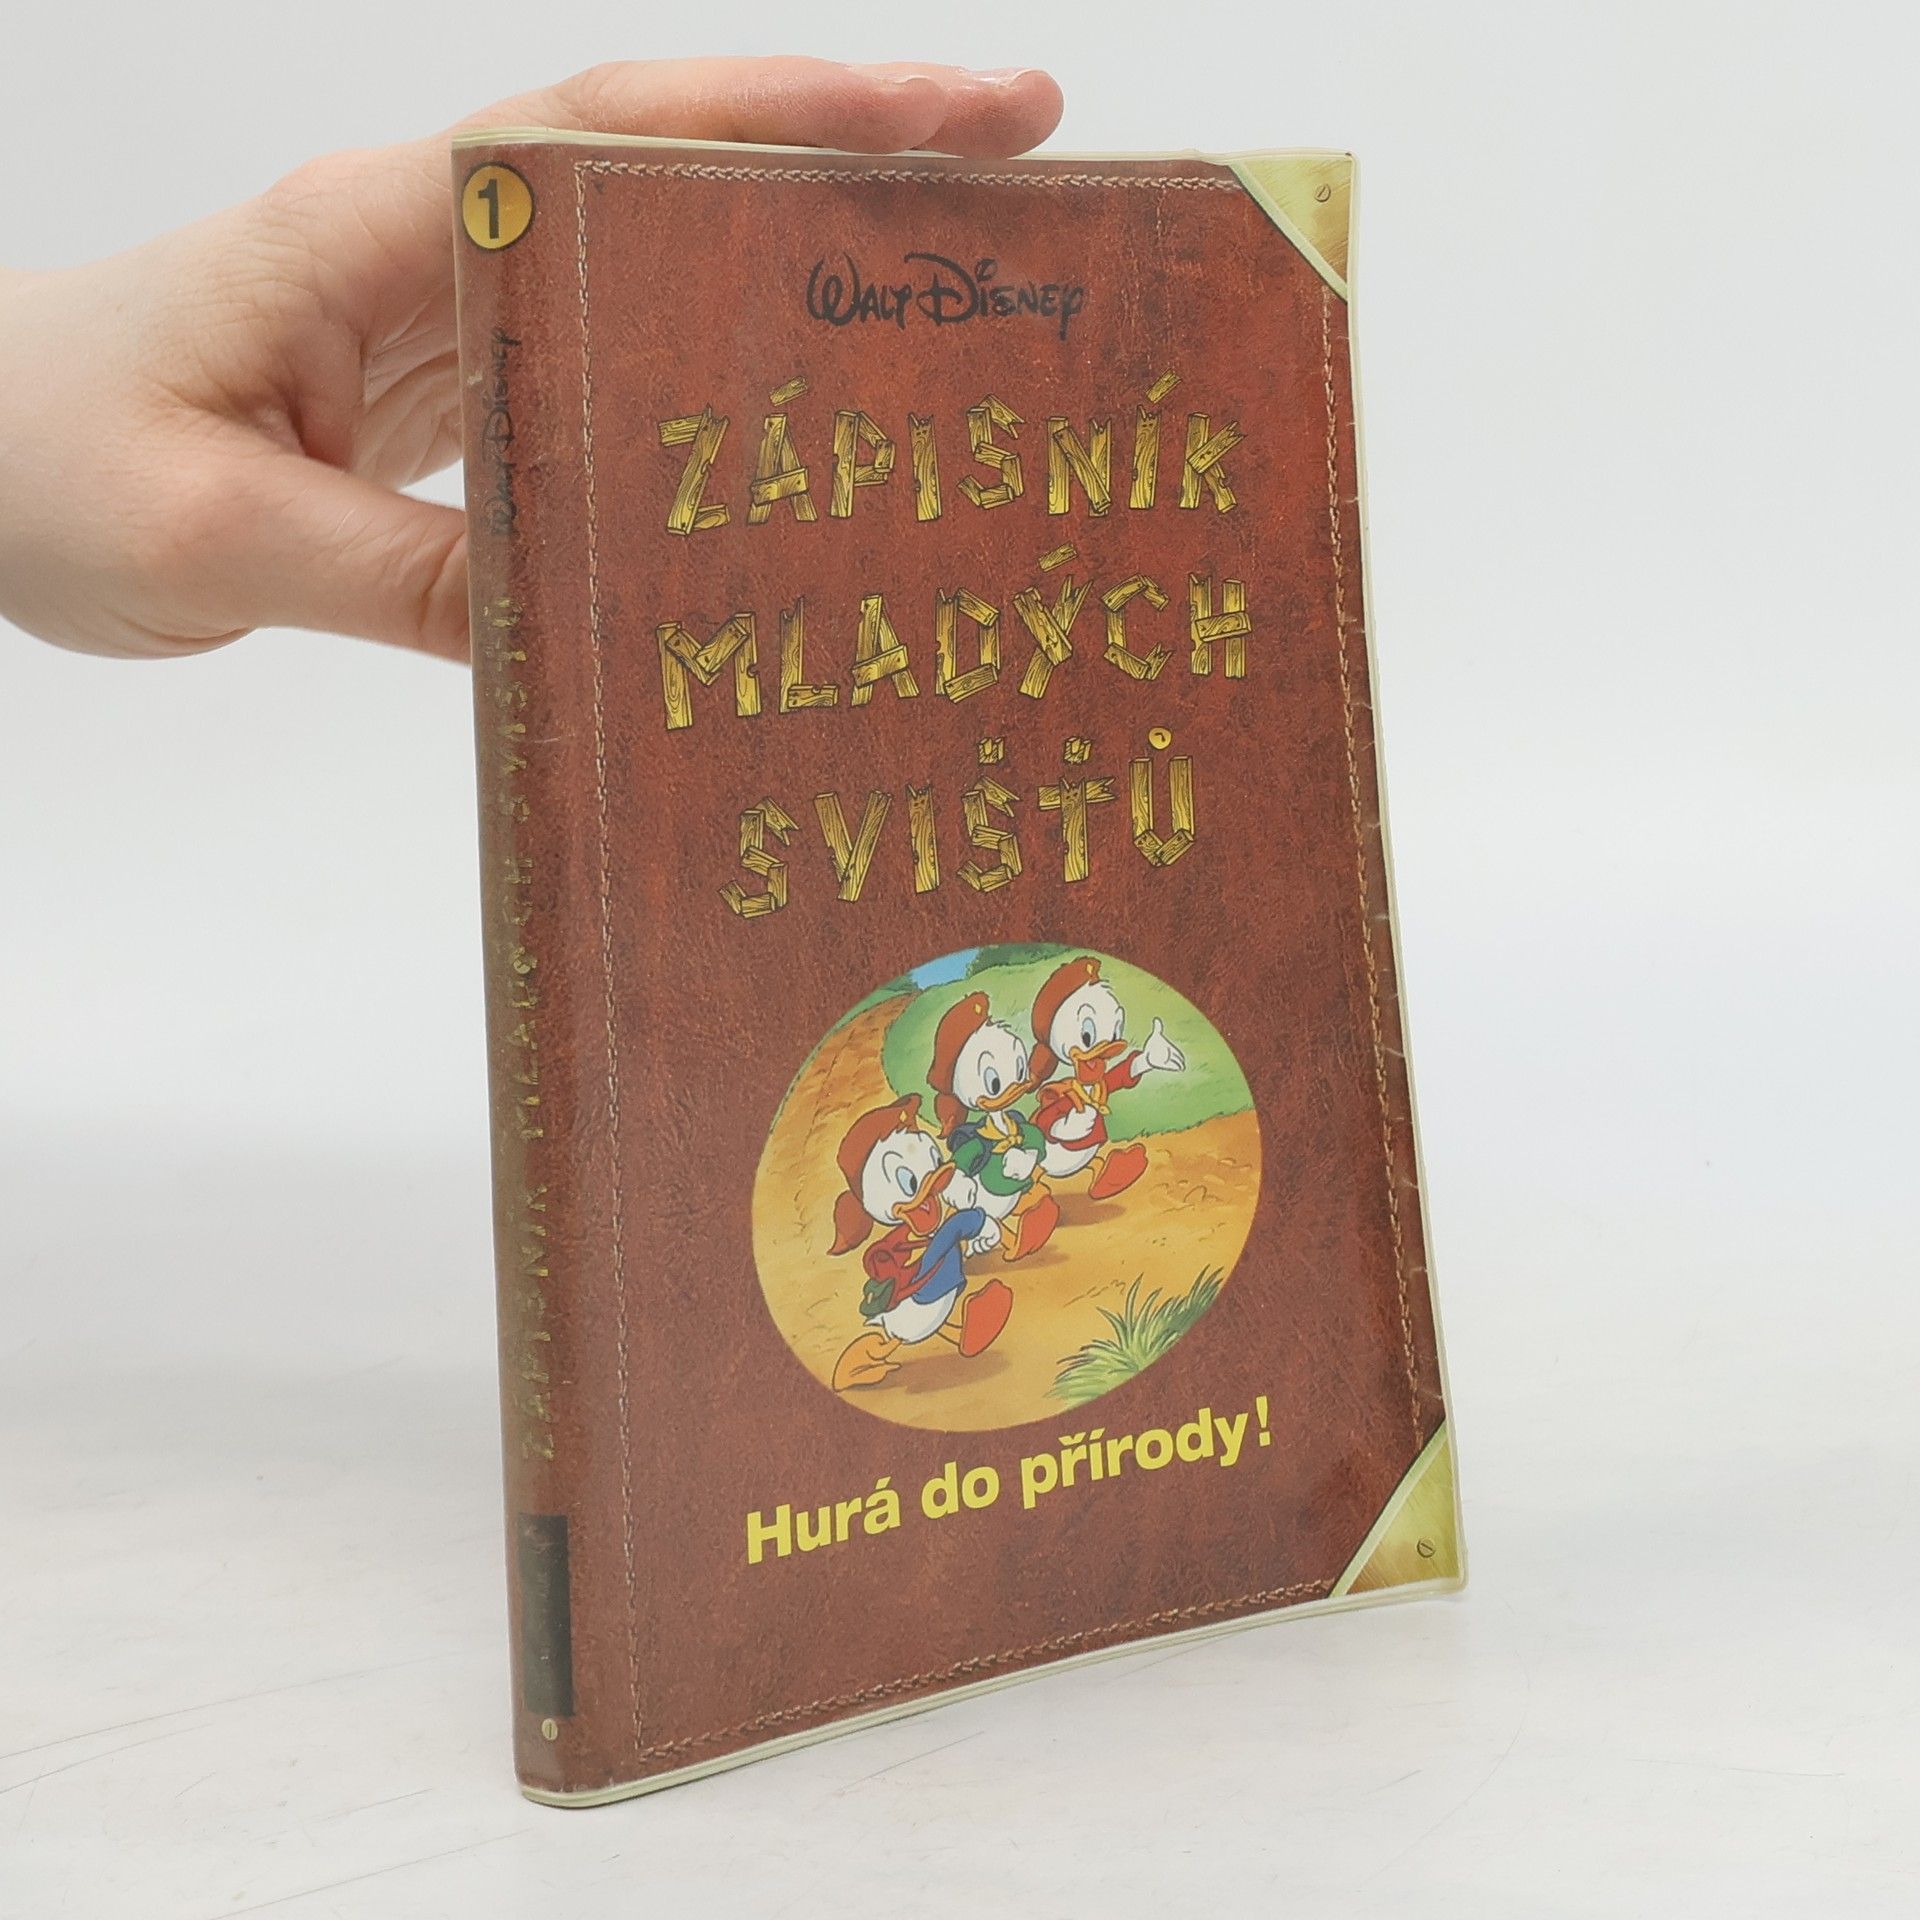 1
WALT DISNEY
ZÁPISNÍK MLADÝCH SVIŠŤŮ
WALT DISNEY
ZÁPISNÍK
MLADÝCH
SVIŠŤŮ
Hurá do přírody!